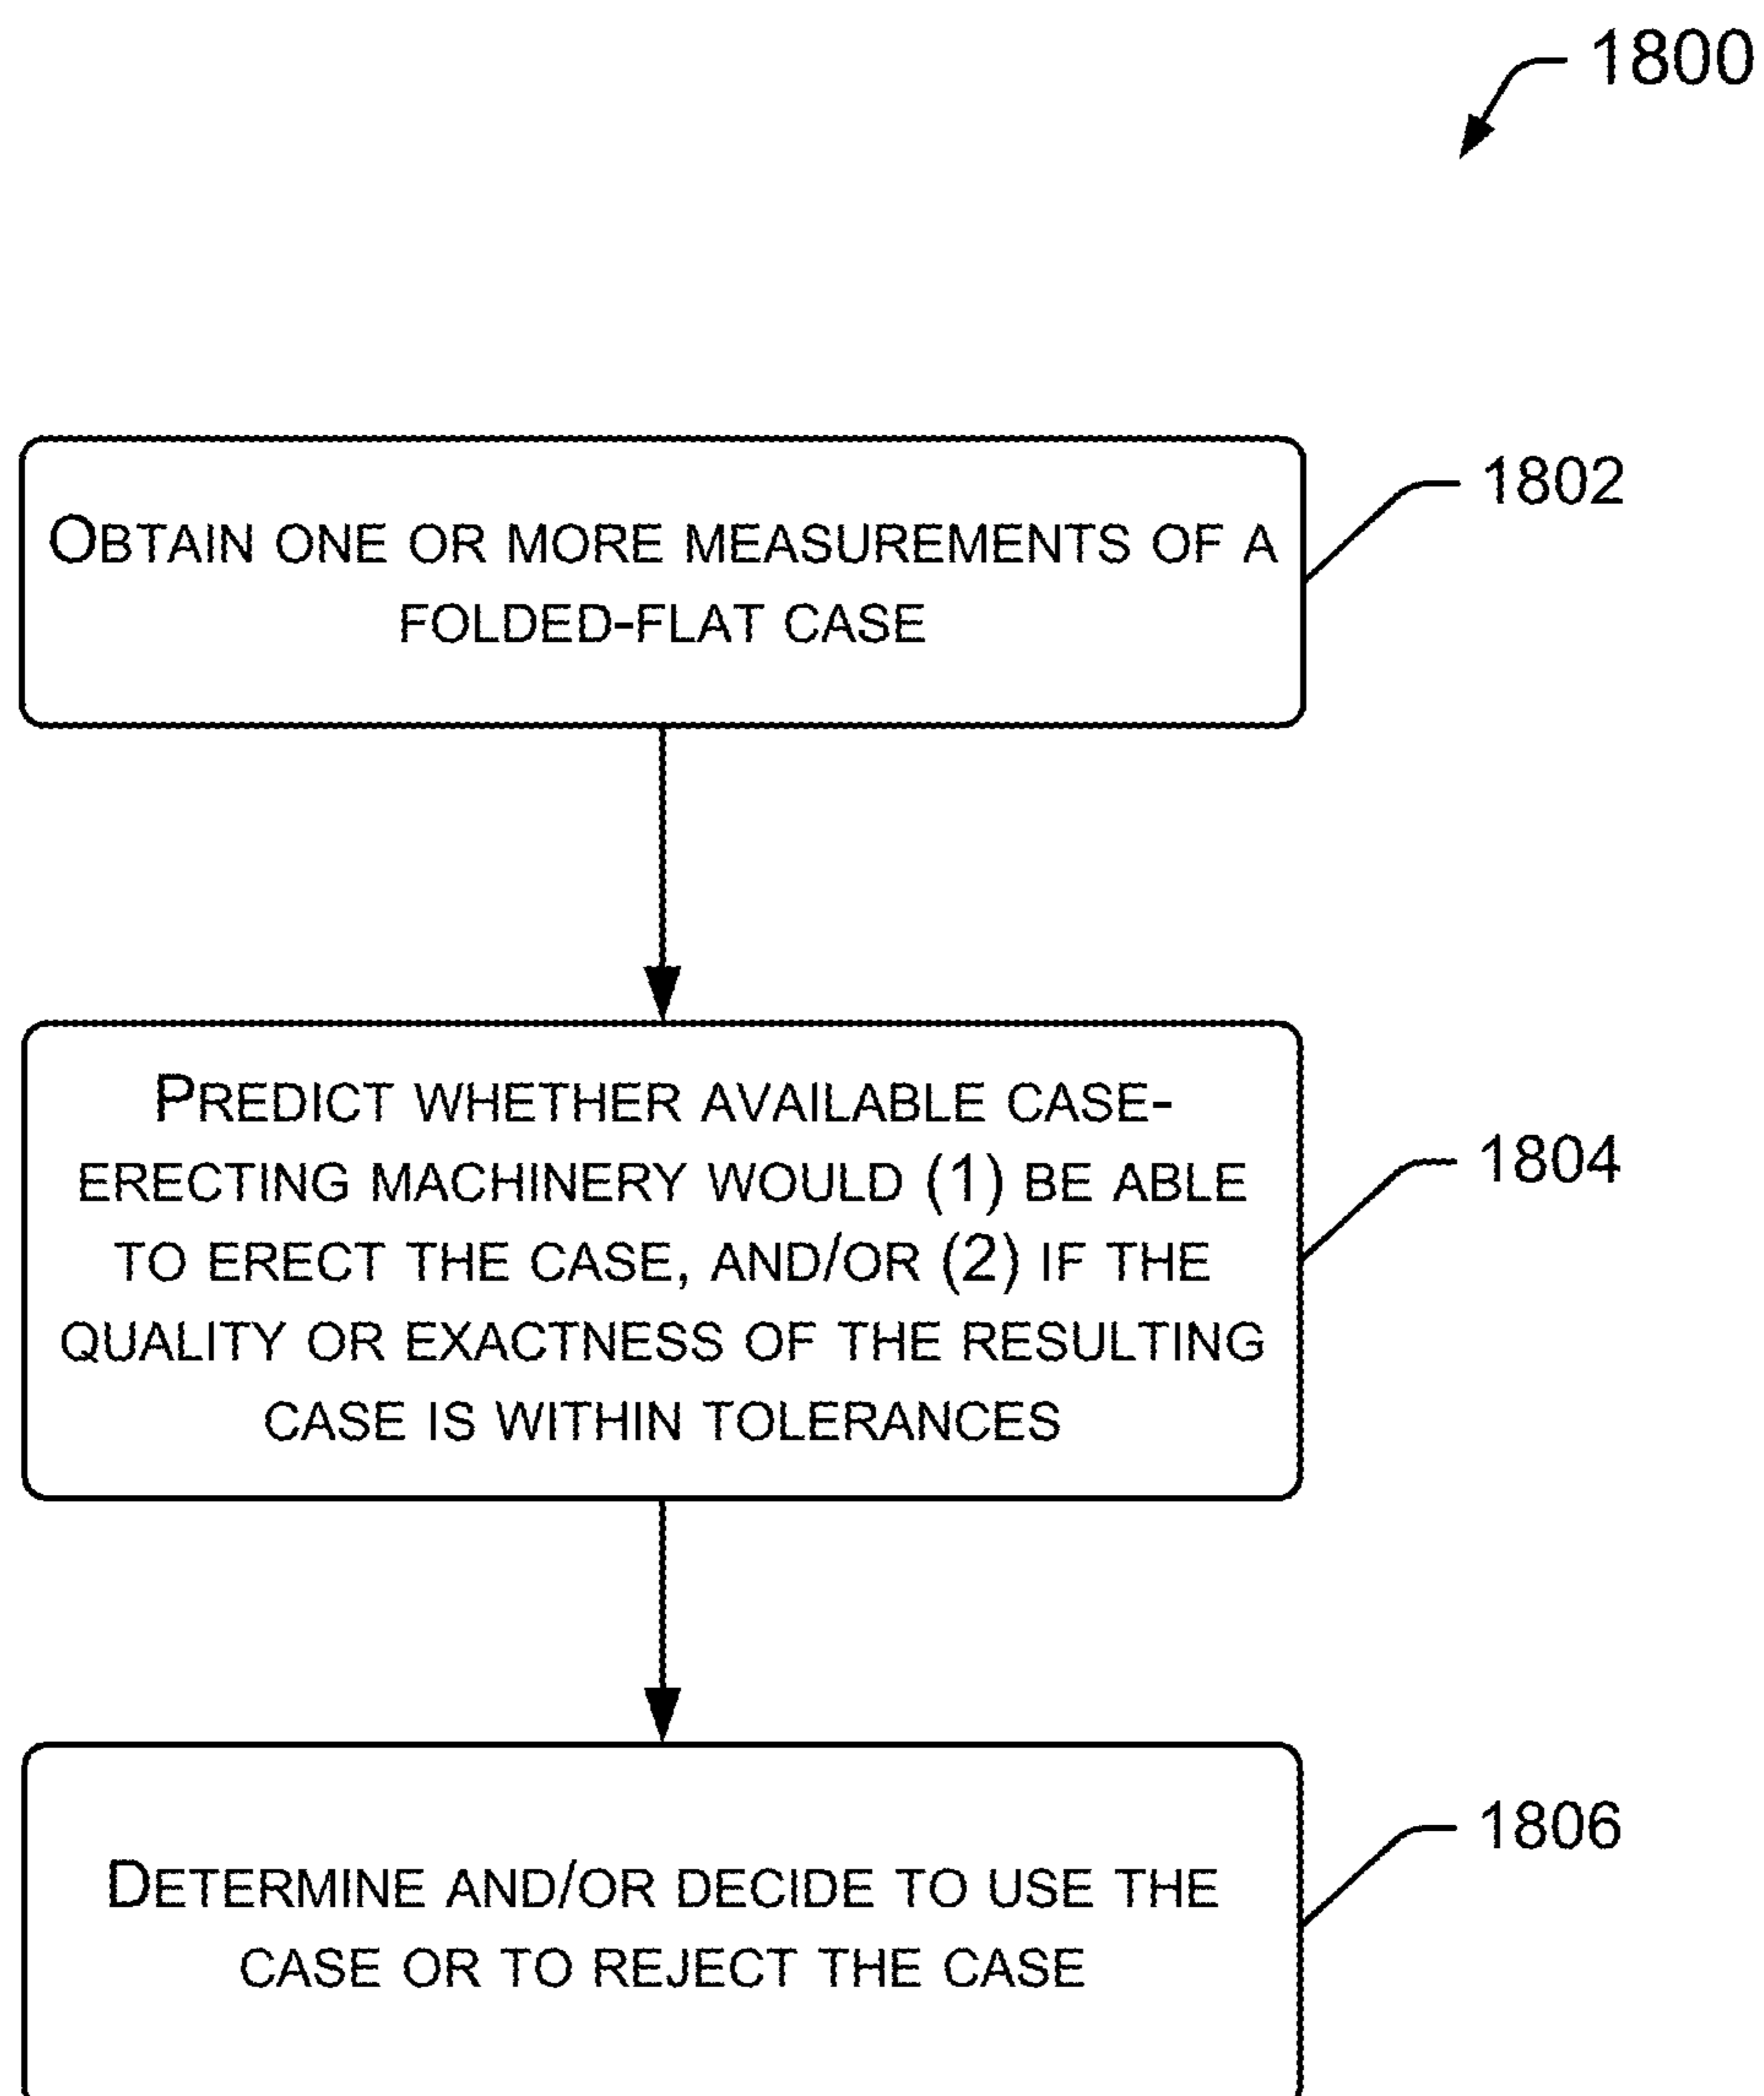 1800
OBTAIN ONE OR MORE MEASUREMENTS OF A
FOLDED-FLAT CASE
1802
PREDICT WHETHER AVAILABLE CASE-
ERECTING MACHINERY WOULD (1) BE ABLE
TO ERECT THE CASE, AND/OR (2) IF THE
QUALITY OR EXACTNESS OF THE RESULTING
CASE IS WITHIN TOLERANCES
1804
DETERMINE AND/OR DECIDE TO USE THE
CASE OR TO REJECT THE CASE
1806